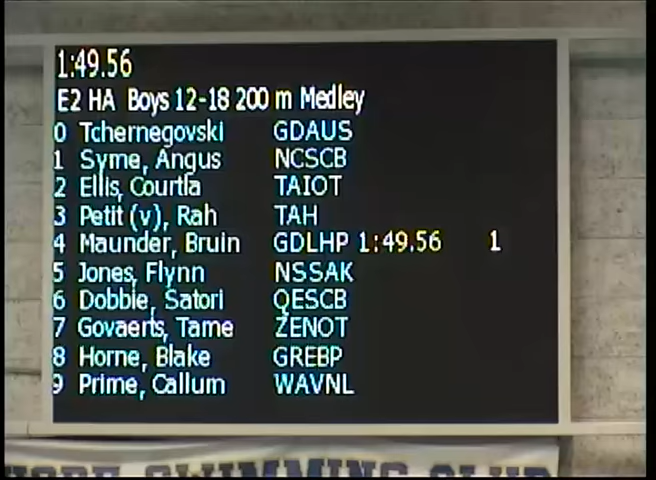 1:49.56
E2 HA Boys 12-18 200 m Medley
0 Tchernegovski GDAUS
1 Syme, Angus NCSCB
2 Ellis, Courtla TAIOT
3 Petit (v), Rah TAH
4 Maunder, Bruin GDLHP 1:49.56 1
5 Jones, Flynn NSSAK
6 Dobbie, Satori QESCB
7 Govaerts, Tame ZENOT
8 Horne, Blake GREBP
9 Prime, Callum WAVNL
SWIMMING CLUB